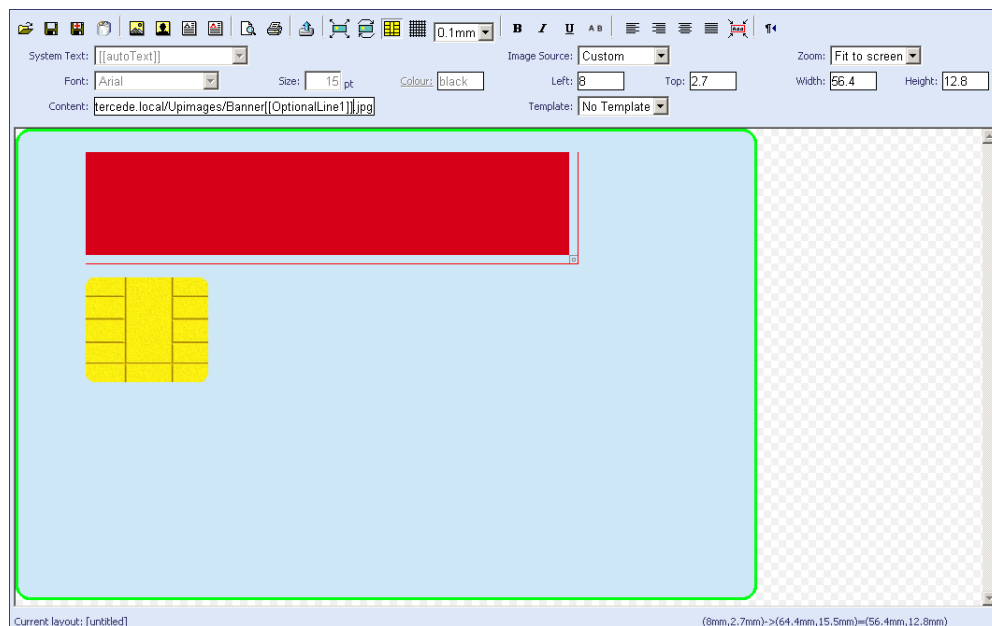 0.1mm B I U A B
System Text: [[autoText]] Image Source: Custom Zoom: Fit to screen
Font: Arial Size: 15 pt Colour: black Left: 8 Top: 2.7 Width: 56.4 Height: 12.8
Content: tercede.local/Upimages/Banner[[OptionalLine1]].jpg Template: No Template
Current layout: [untitled] (8mm,2.7mm)->(64.4mm,15.5mm)=(56.4mm,12.8mm)